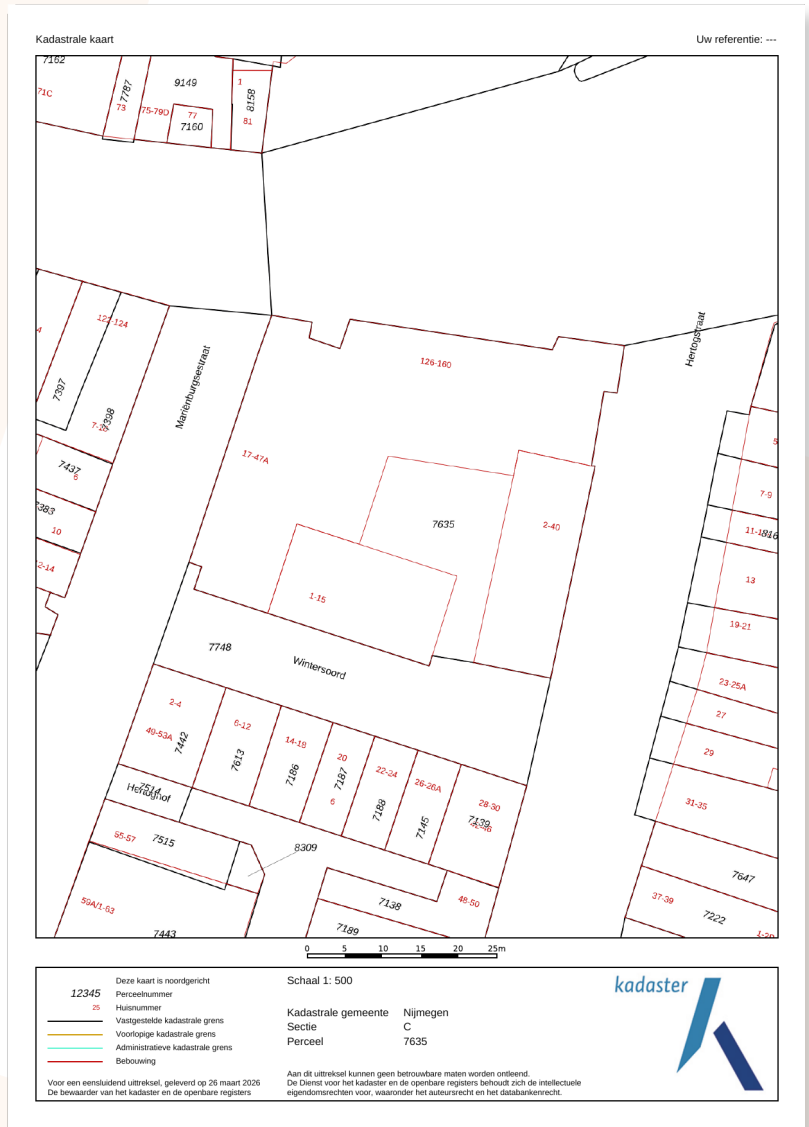 Kadastrale kaart
Uw referentie: ---
7162
71C
7787
73
75-79D
9149
77
7160
1
8158
81
4
122-124
7397
7398
Mariënburgsestraat
Hertogstraat
126-160
17-47A
7437
6
10
2-14
7635
2-40
1-15
5
7-9
13
19-21
23-25A
27
29
31-35
7748
Wintersoord
2-4
49-53A
7442
6-12
7613
14-18
7186
20
7187
6
22-24
7188
26-26A
7145
28-30
7139
7514
Hertoghof
55-57
7515
8309
59A/1-63
7443
7138
7189
48-50
7647
37-39
7222
0 5 10 15 20 25m
Deze kaart is noordgericht
12345 Perceelnummer
25 Huisnummer
Vastgestelde kadastrale grens
Voorlopige kadastrale grens
Administratieve kadastrale grens
Bebouwing
Voor een eensluidend uittreksel, geleverd op 26 maart 2026
De bewaarder van het kadaster en de openbare registers
Schaal 1: 500
Kadastrale gemeente Nijmegen
Sectie C
Perceel 7635
Aan dit uittreksel kunnen geen betrouwbare maten worden ontleend.
De Dienst voor het kadaster en de openbare registers behoudt zich de intellectuele
eigendomsrechten voor, waaronder het auteursrecht en het databankenrecht.
kadaster